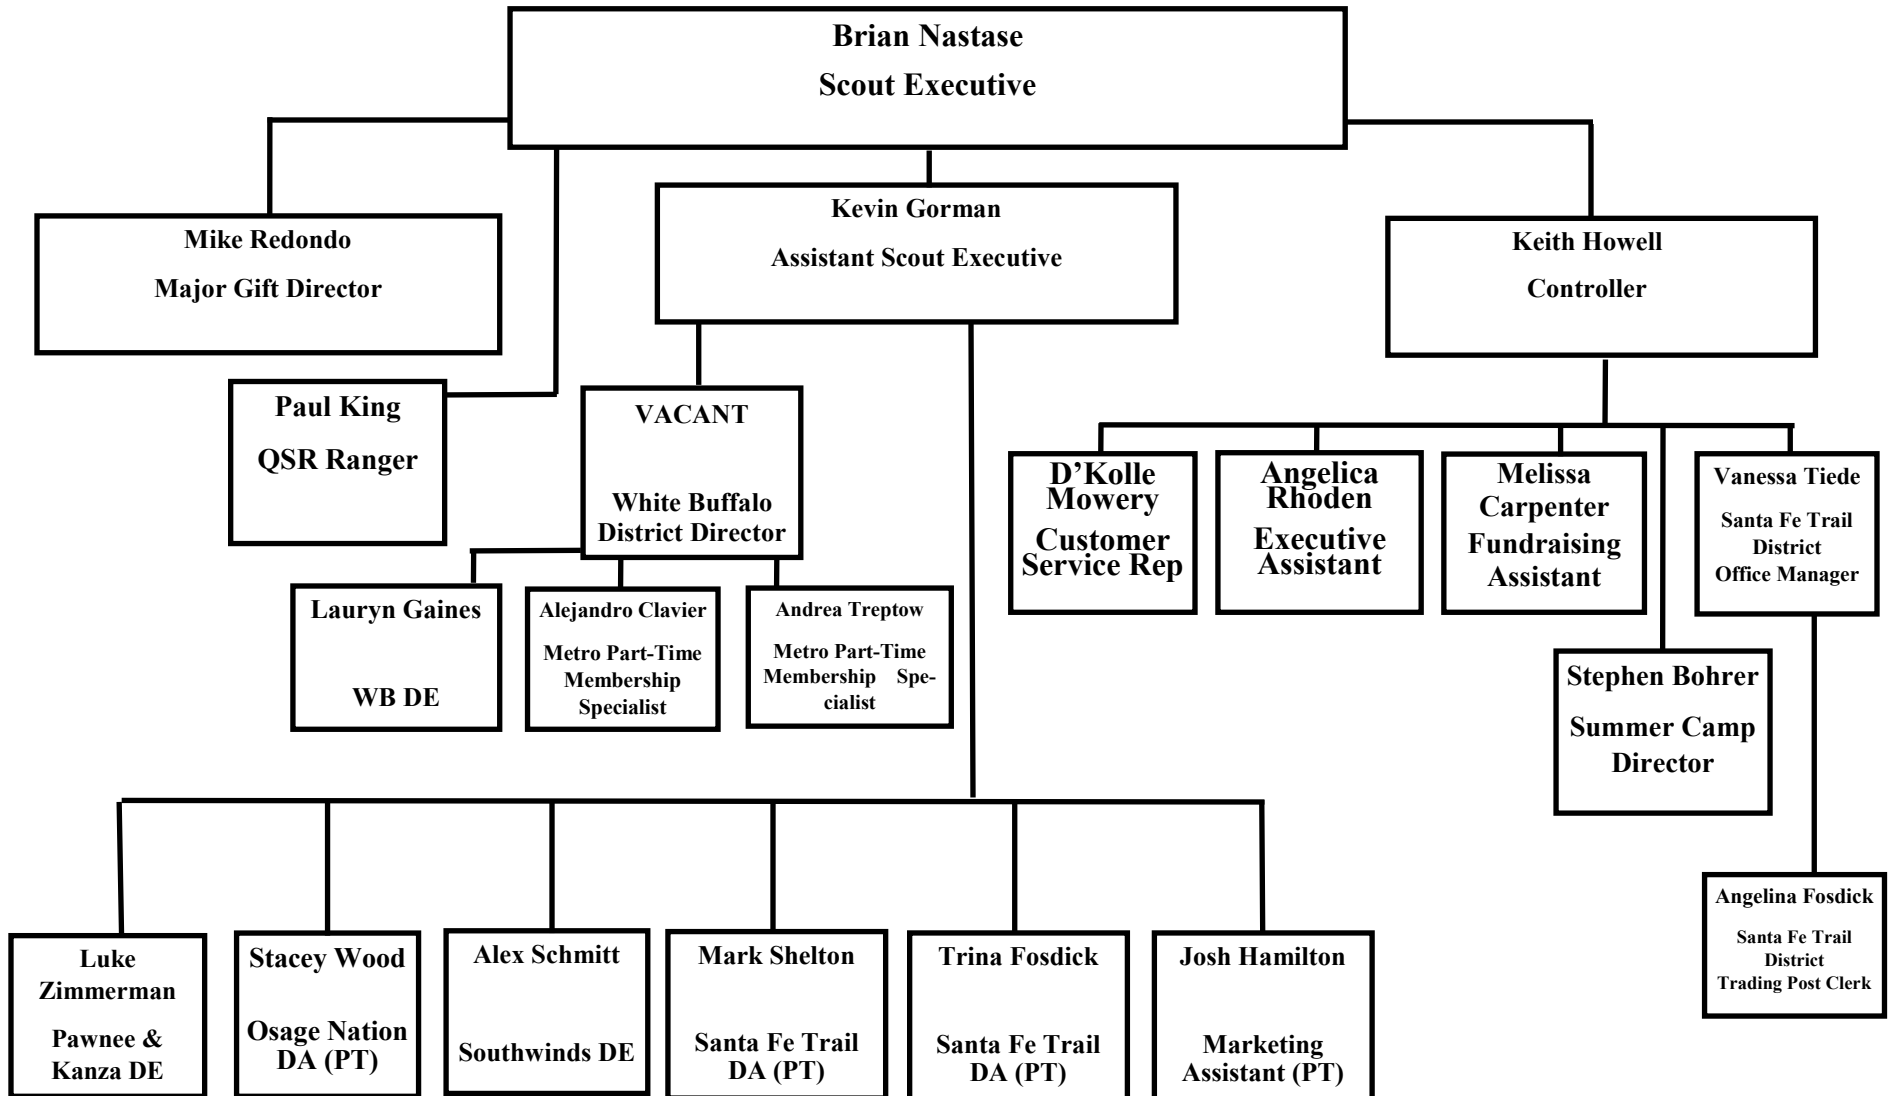 Brian Nastase
Scout Executive
Mike Redondo
Major Gift Director
Kevin Gorman
Assistant Scout Executive
Keith Howell
Controller
Paul King
QSR Ranger
VACANT
White Buffalo
District Director
D’Kolle
Mowery
Customer
Service Rep
Angelica
Rhoden
Executive
Assistant
Melissa
Carpenter
Fundraising
Assistant
Vanessa Tiede
Santa Fe Trail
District
Office Manager
Lauryn Gaines
WB DE
Alejandro Clavier
Metro Part-Time
Membership
Specialist
Andrea Treptow
Metro Part-Time
Membership Spe-
cialist
Stephen Bohrer
Summer Camp
Director
Angelina Fosdick
Santa Fe Trail
District
Trading Post Clerk
Luke
Zimmerman
Pawnee &
Kanza DE
Stacey Wood
Osage Nation
DA (PT)
Alex Schmitt
Southwinds DE
Mark Shelton
Santa Fe Trail
DA (PT)
Trina Fosdick
Santa Fe Trail
DA (PT)
Josh Hamilton
Marketing
Assistant (PT)